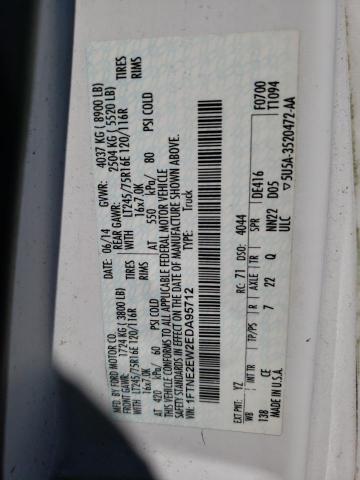 MFD. BY FORD MOTOR CO.
DATE: 06/14 GVWR: 4037 KG ( 8900 LB)
FRONT GAWR: 1724 KG (3800 LB) REAR GAWR: 2504 KG ( 5520 LB)
WITH LT245/75R16E 120/116R TIRES WITH LT245/75R16E 120/116R TIRES
16x7.0K RIMS 16x7.0K RIMS
AT 420 kPa/ 60 PSI COLD AT 550 kPa/ 80 PSI COLD
THIS VEHICLE CONFORMS TO ALL APPLICABLE FEDERAL MOTOR VEHICLE
SAFETY STANDARDS IN EFFECT ON THE DATE OF MANUFACTURE SHOWN ABOVE.
VIN: 1FTNE2EW2EDA95712
TYPE: Truck
F0700
T1094
EXT PNT: YZ RC: 71 DSO: 4044
WB INT TR TP/PS R AXLE TR SPR DE416
138 CE 7 22 Q NN22 D05
MADE IN U.S.A. ULC
5U5A-3520472-AA